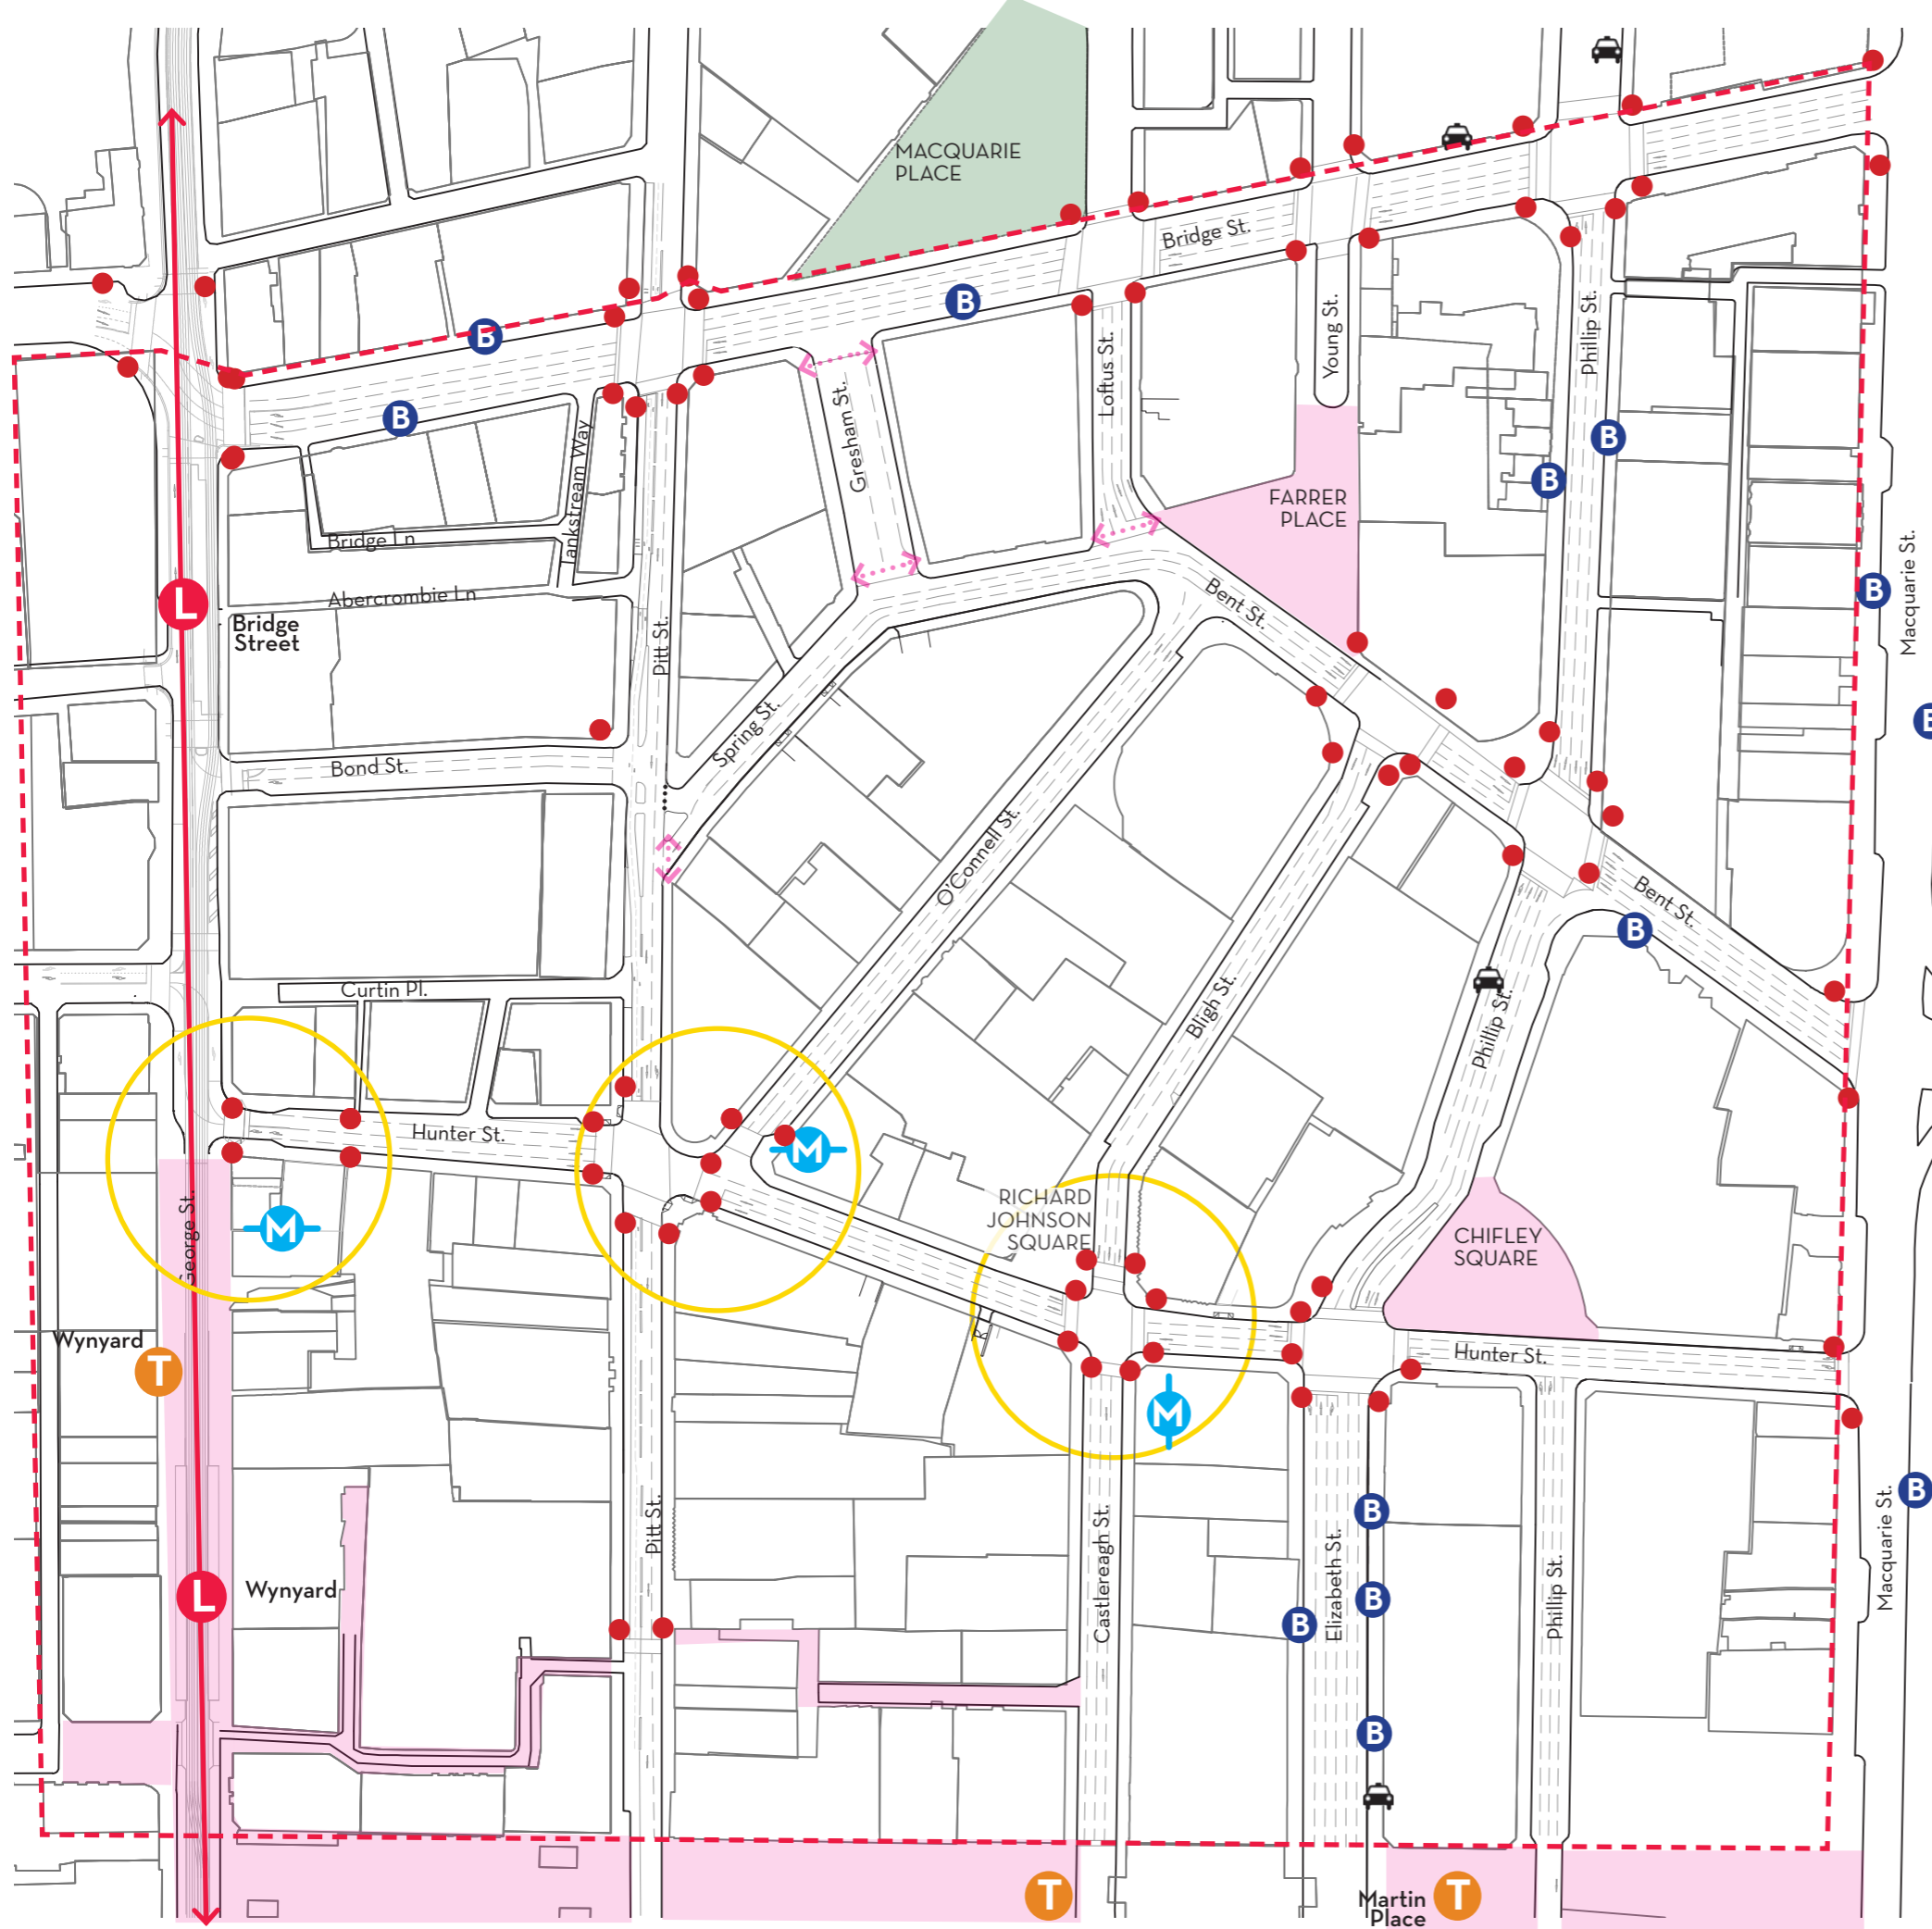 MACQUARIE
PLACE
Bridge St.
B
B
B
Young St.
Phillip St.
Loftus St.
Gresham St.
Tankstream Way
B
B
FARRER
PLACE
Bridge Ln
Abercrombie Ln
L
Bridge
Street
Pitt St.
Bent St.
Macquarie St.
B
B
Spring St.
Bond St.
O'Connell St.
Bent St.
B
Curtin Pl.
Bligh St.
Phillip St.
Hunter St.
M
M
George St.
RICHARD
JOHNSON
SQUARE
CHIFLEY
SQUARE
Wynyard
T
Hunter St.
M
B
B
Macquarie St.
Pitt St.
Castlereagh St.
Elizabeth St.
Phillip St.
L
Wynyard
B
B
B
T
Martin
Place
T